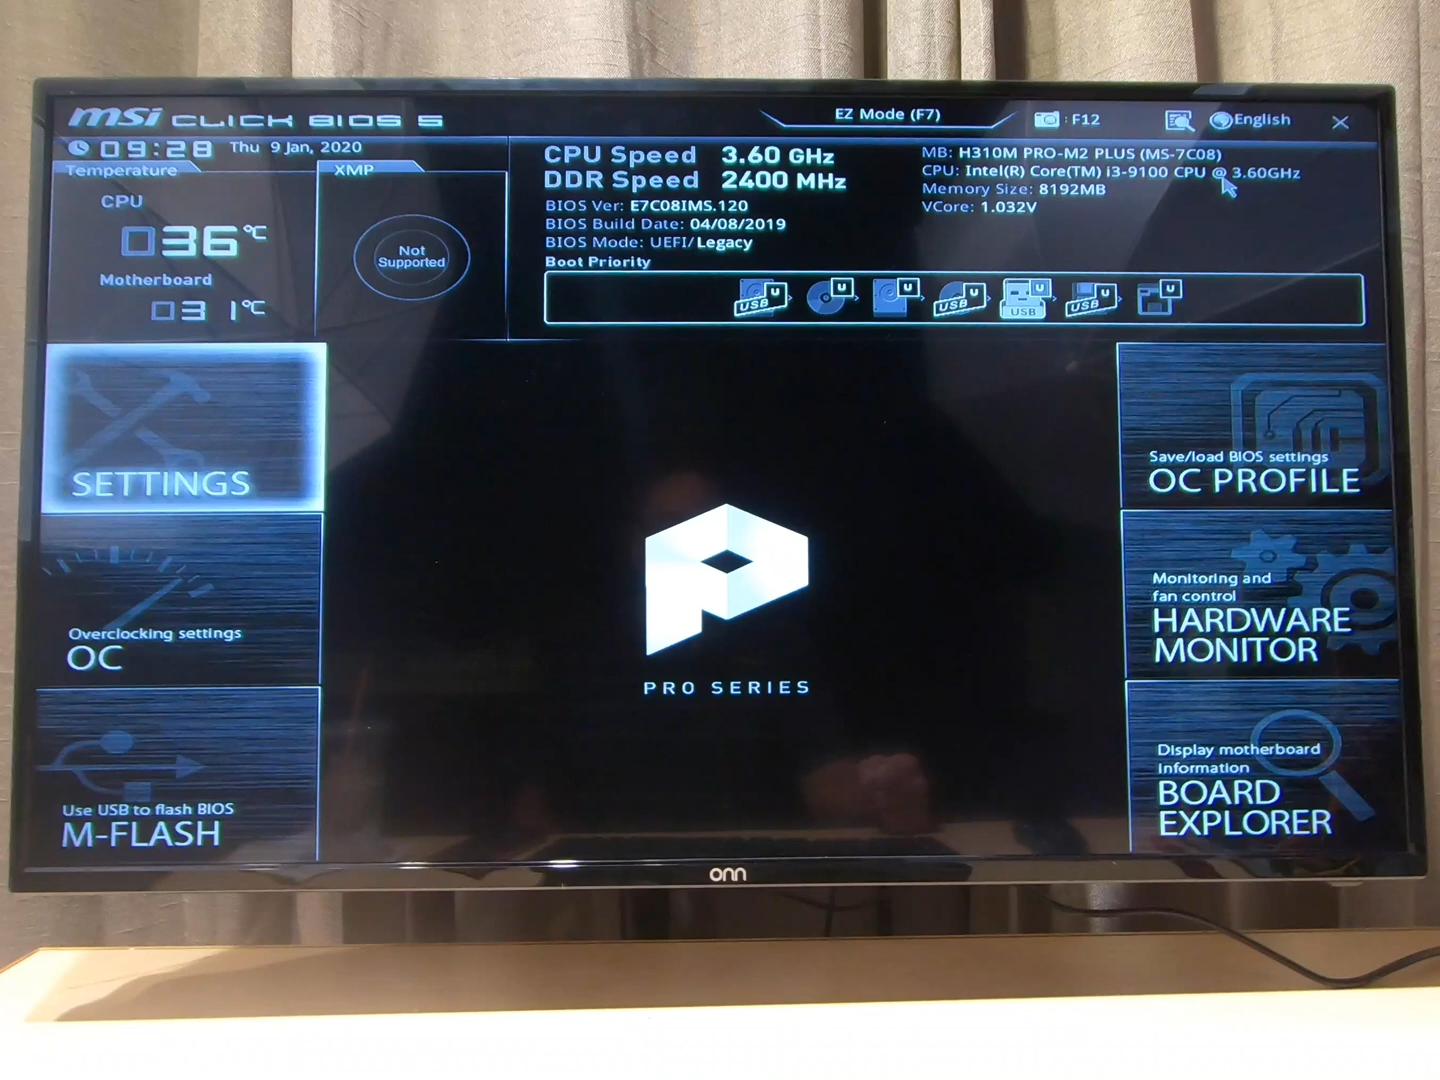 msi CLICK BIOS 5
EZ Mode (F7)
: F12
English
09:28 Thu 9 Jan, 2020
Temperature
CPU
036℃
Motherboard
031℃
XMP
Not
Supported
CPU Speed 3.60 GHz
DDR Speed 2400 MHz
BIOS Ver: E7C08IMS.120
BIOS Build Date: 04/08/2019
BIOS Mode: UEFI/Legacy
Boot Priority
MB: H310M PRO-M2 PLUS (MS-7C08)
CPU: Intel(R) Core(TM) i3-9100 CPU @ 3.60GHz
Memory Size: 8192MB
VCore: 1.032V
USB U U U USB U U USB USB U U
SETTINGS
Overclocking settings
OC
Use USB to flash BIOS
M-FLASH
PRO SERIES
Save/load BIOS settings
OC PROFILE
Monitoring and
fan control
HARDWARE
MONITOR
Display motherboard
information
BOARD
EXPLORER
onn